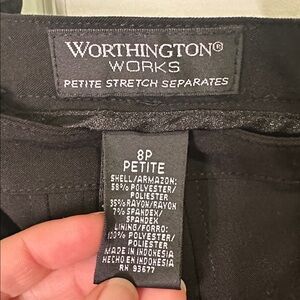 WORTHINGTON®
WORKS
PETITE STRETCH SEPARATES
8P
PETITE
SHELL/ARMAZON:
58% POLYESTER/
POLIESTER
35% RAYON/RAYON
7% SPANDEX/
SPANDEX
LINING/FORRO:
100% POLYESTER/
POLIESTER
MADE IN INDONESIA
HECHO EN INDONESIA
RN 93677